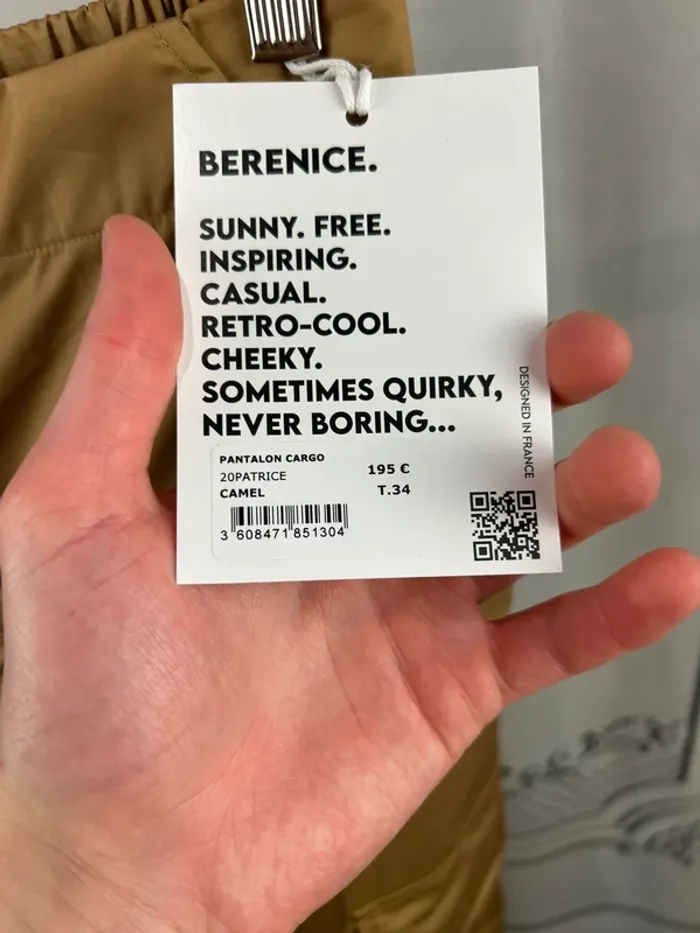 BERENICE.
SUNNY. FREE.
INSPIRING.
CASUAL.
RETRO-COOL.
CHEEKY.
SOMETIMES QUIRKY,
NEVER BORING...
DESIGNED IN FRANCE
PANTALON CARGO
20PATRICE 195 €
CAMEL T.34
3 608471 851304